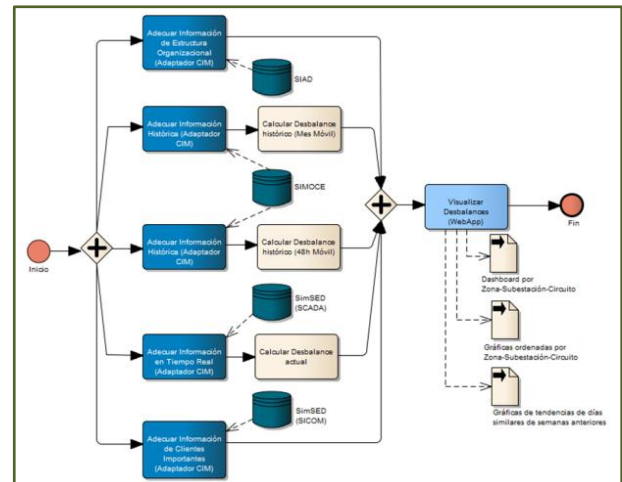 Adecuar Información
de Estructura
Organizacional
(Adaptador CIM)
SIAD
Adecuar Información
Histórica (Adaptador
CIM)
Calcular Desbalance
histórico (Mes Móvil)
SIMOCE
Adecuar Información
Histórica (Adaptador
CIM)
Calcular Desbalance
histórico (48h Móvil)
Inicio
Visualizar
Desbalances
(WebApp)
Fin
Dashboard por
Zona-Subestación-Circuito
SimSED
(SCADA)
Adecuar Información
en Tiempo Real
(Adaptador CIM)
Calcular Desbalance
actual
Gráficas ordenadas por
Zona-Subestación-Circuito
SimSED
(SICOM)
Adecuar Información
de Clientes
Importantes
(Adaptador CIM)
Gráficas de tendencias de días
similares de semanas anteriores